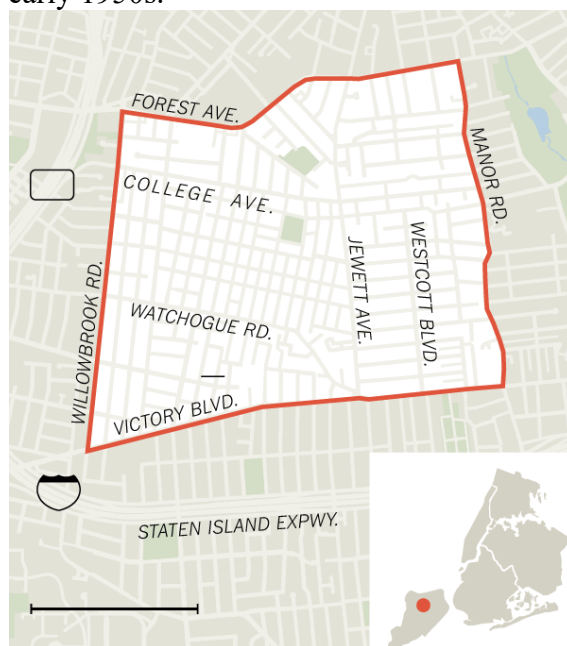 early 1950s.
FOREST AVE.
COLLEGE AVE.
MANOR RD.
WESTCOTT BLVD.
JEWETT AVE.
WILLOWBROOK RD.
WATCHOGUE RD.
VICTORY BLVD.
STATEN ISLAND EXPWY.